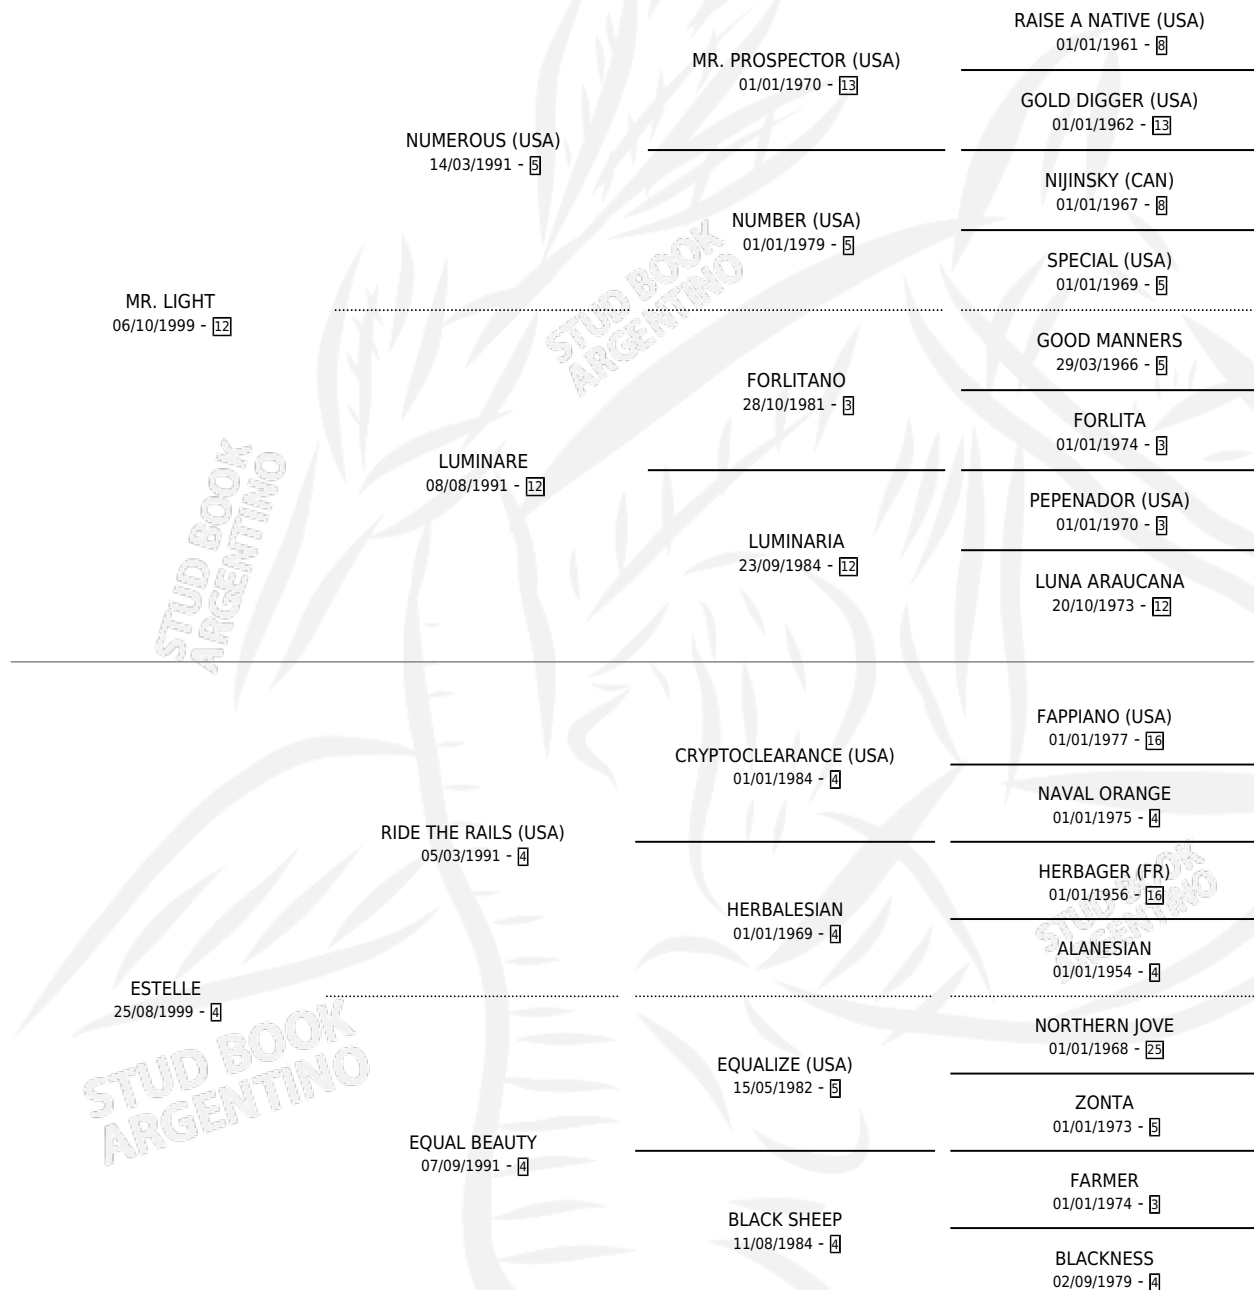 RAISE A NATIVE (USA)
01/01/1961 - 8
MR. PROSPECTOR (USA)
01/01/1970 - 13
GOLD DIGGER (USA)
01/01/1962 - 13
NUMEROUS (USA)
14/03/1991 - 5
NIJINSKY (CAN)
01/01/1967 - 8
NUMBER (USA)
01/01/1979 - 5
SPECIAL (USA)
01/01/1969 - 5
MR. LIGHT
06/10/1999 - 12
GOOD MANNERS
29/03/1966 - 5
FORLITANO
28/10/1981 - 3
FORLITA
01/01/1974 - 3
LUMINARE
08/08/1991 - 12
PEPENADOR (USA)
01/01/1970 - 3
LUMINARIA
23/09/1984 - 12
LUNA ARAUCANA
20/10/1973 - 12
FAPPIANO (USA)
01/01/1977 - 16
CRYPTOCLEARANCE (USA)
01/01/1984 - 4
NAVAL ORANGE
01/01/1975 - 4
RIDE THE RAILS (USA)
05/03/1991 - 4
HERBAGER (FR)
01/01/1956 - 16
HERBALESIAN
01/01/1969 - 4
ALANESIAN
01/01/1954 - 4
ESTELLE
25/08/1999 - 4
NORTHERN JOVE
01/01/1968 - 25
EQUALIZE (USA)
15/05/1982 - 5
ZONTA
01/01/1973 - 5
EQUAL BEAUTY
07/09/1991 - 4
FARMER
01/01/1974 - 3
BLACK SHEEP
11/08/1984 - 4
BLACKNESS
02/09/1979 - 4
STUD BOOK
ARGENTINO
STUD BOOK
ARGENTINO
STUD BOOK
ARGENTINO
STUD BOOK
ARGENTINO